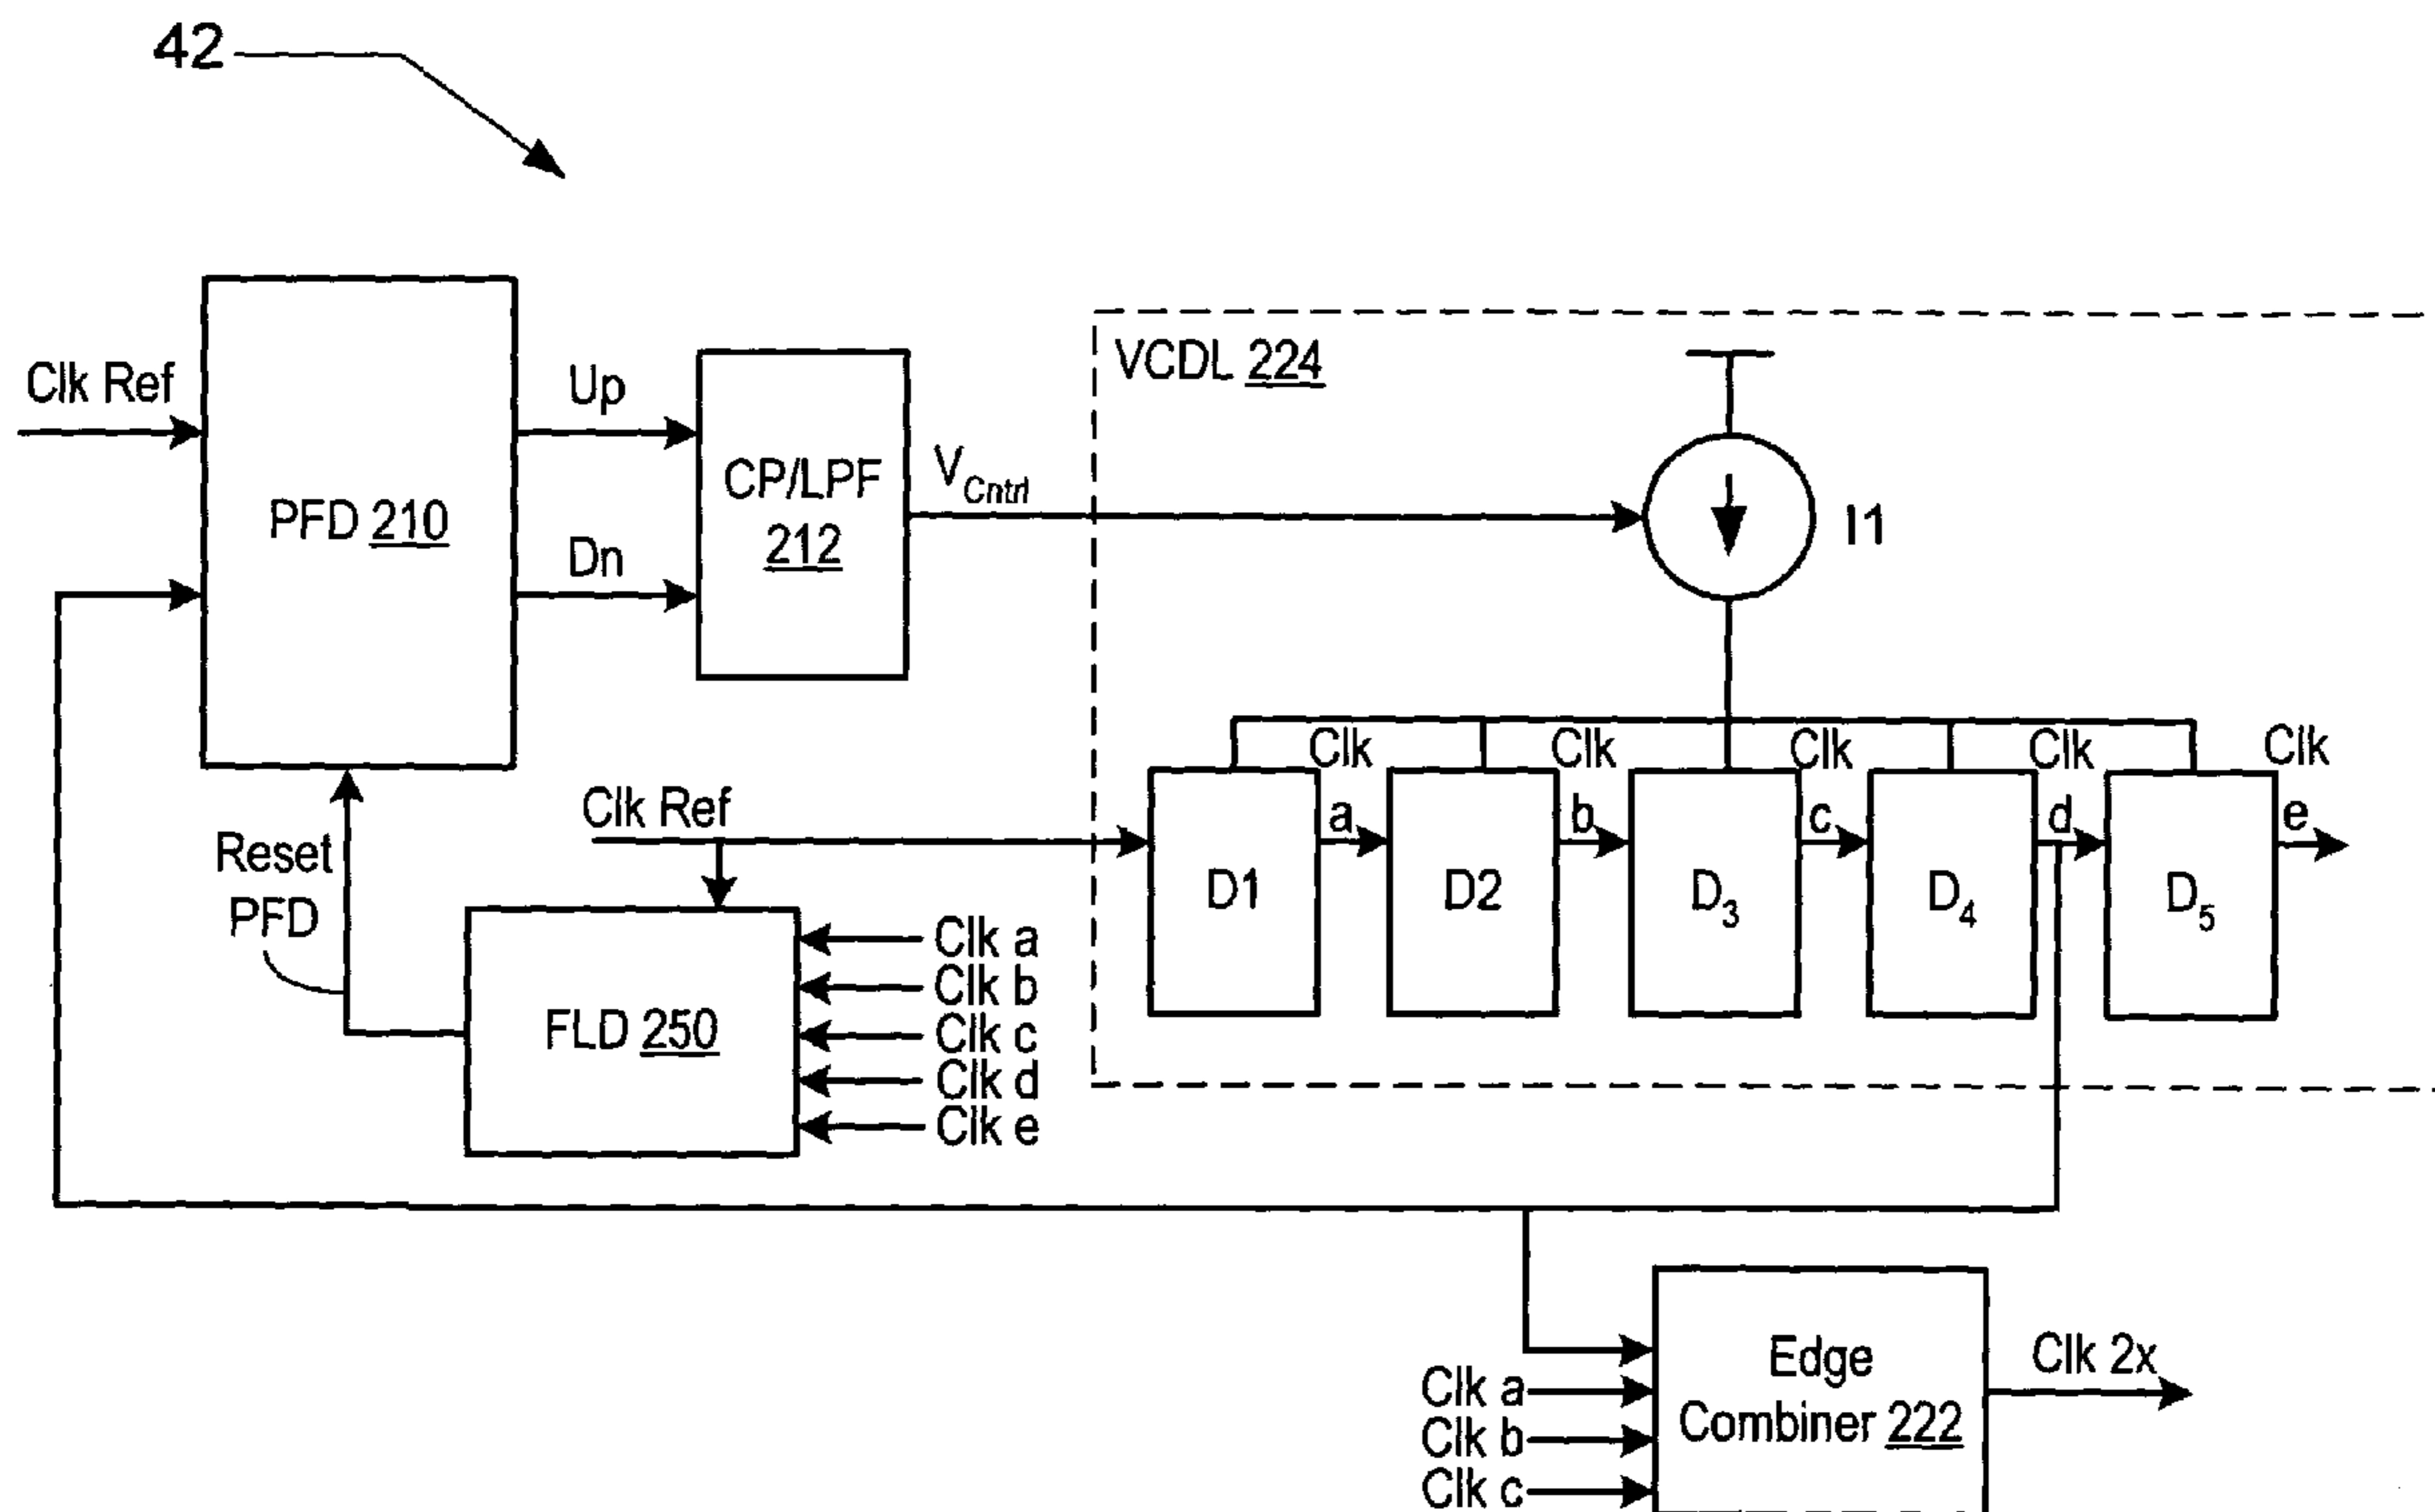 42
Clk Ref
PFD 210
Up
Dn
CP/LPF
212
VCntrl
VCDL 224
I1
Clk
a
Clk
b
Clk
c
Clk
d
Clk
e
D1
D2
D3
D4
D5
Clk Ref
Reset
PFD
FLD 250
Clk a
Clk b
Clk c
Clk d
Clk e
Edge
Combiner 222
Clk a
Clk b
Clk c
Clk 2x